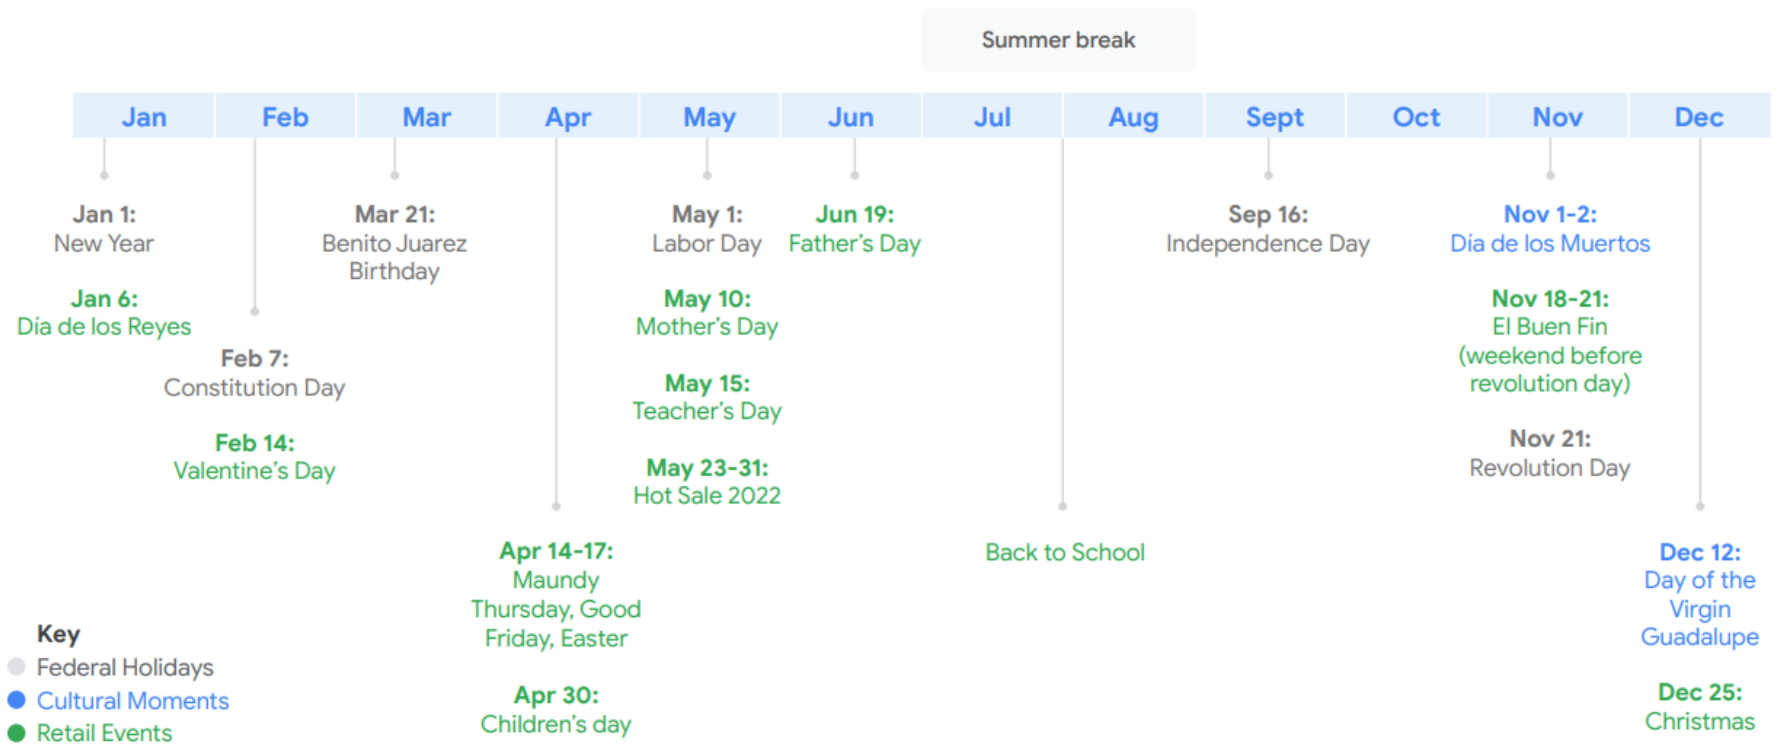 Summer break
Jan
Feb
Mar
Apr
May
Jun
Jul
Aug
Sept
Oct
Nov
Dec
Jan 1:
New Year
Jan 6:
Día de los Reyes
Feb 7:
Constitution Day
Feb 14:
Valentine's Day
Mar 21:
Benito Juarez
Birthday
Apr 14-17:
Maundy
Thursday, Good
Friday, Easter
Apr 30:
Children's day
May 1:
Labor Day
May 10:
Mother's Day
May 15:
Teacher's Day
May 23-31:
Hot Sale 2022
Jun 19:
Father's Day
Back to School
Sep 16:
Independence Day
Nov 1-2:
Día de los Muertos
Nov 18-21:
El Buen Fin
(weekend before
revolution day)
Nov 21:
Revolution Day
Dec 12:
Day of the
Virgin
Guadalupe
Dec 25:
Christmas
Key
Federal Holidays
Cultural Moments
Retail Events